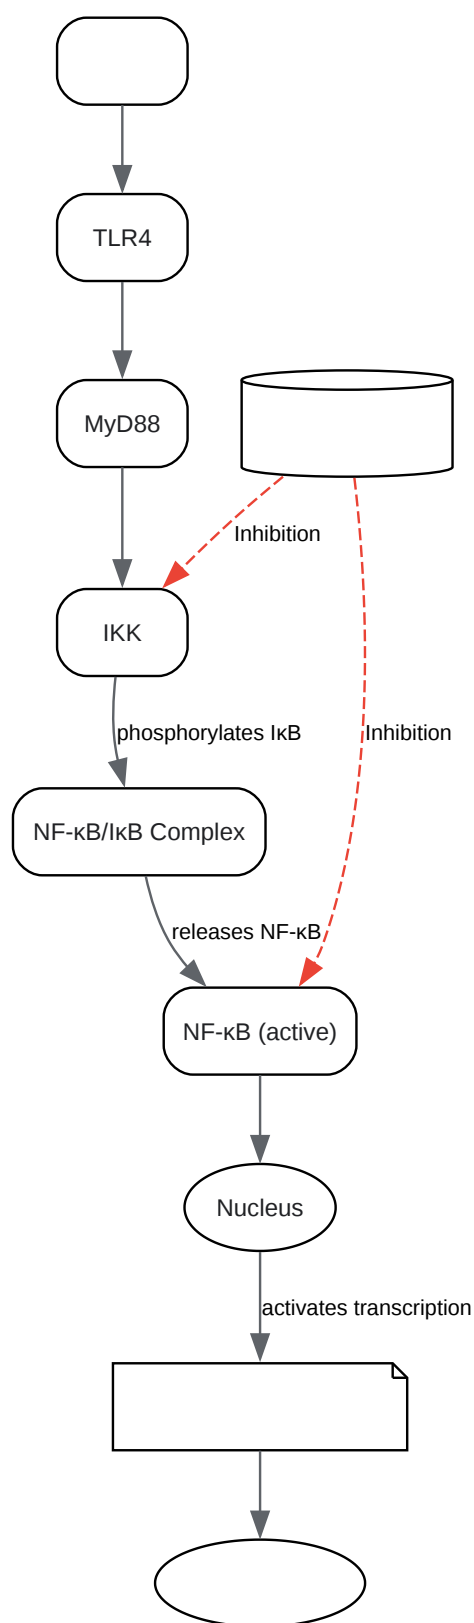 TLR4
MyD88
Inhibition
IKK
phosphorylates IκB
Inhibition
NF-κB/IκB Complex
releases NF-κB
NF-κB (active)
Nucleus
activates transcription